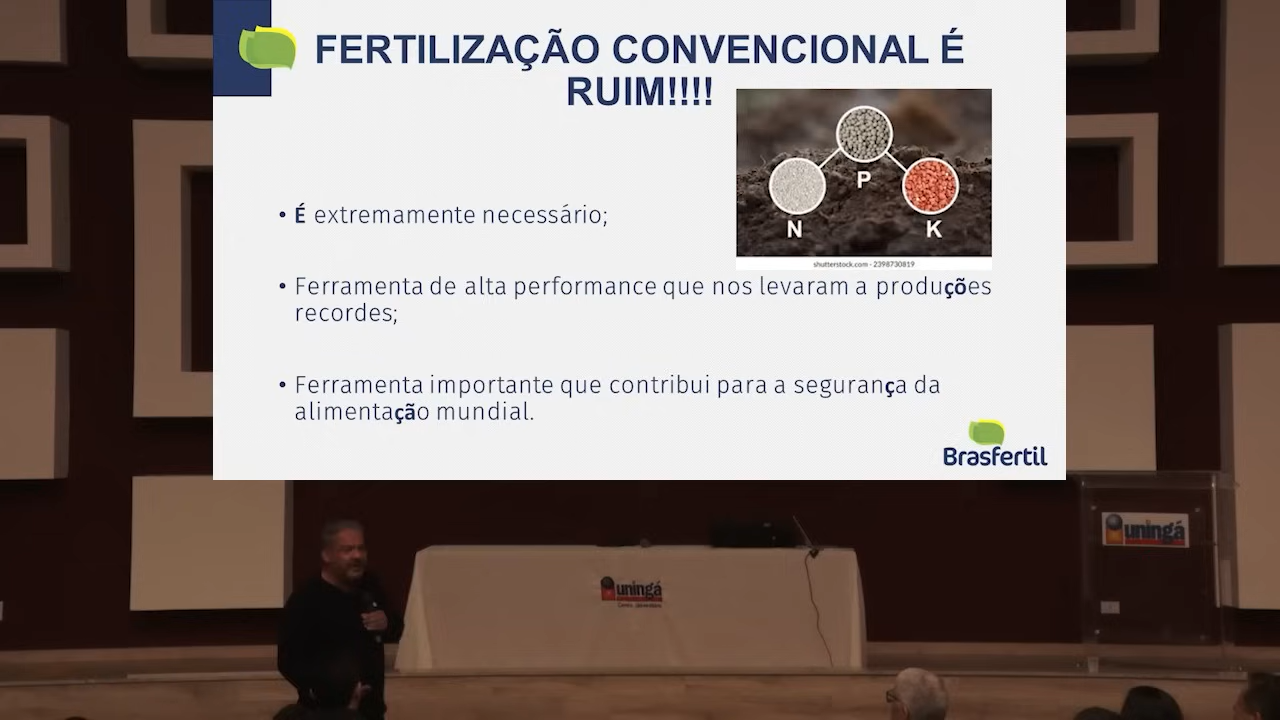 FERTILIZAÇÃO CONVENCIONAL É
RUIM!!!!
P
N
K
shutterstock.com · 2398730819
• É extremamente necessário;
• Ferramenta de alta performance que nos levaram a produções
recordes;
• Ferramenta importante que contribui para a segurança da
alimentação mundial.
Brasfertil
uningá
uningá